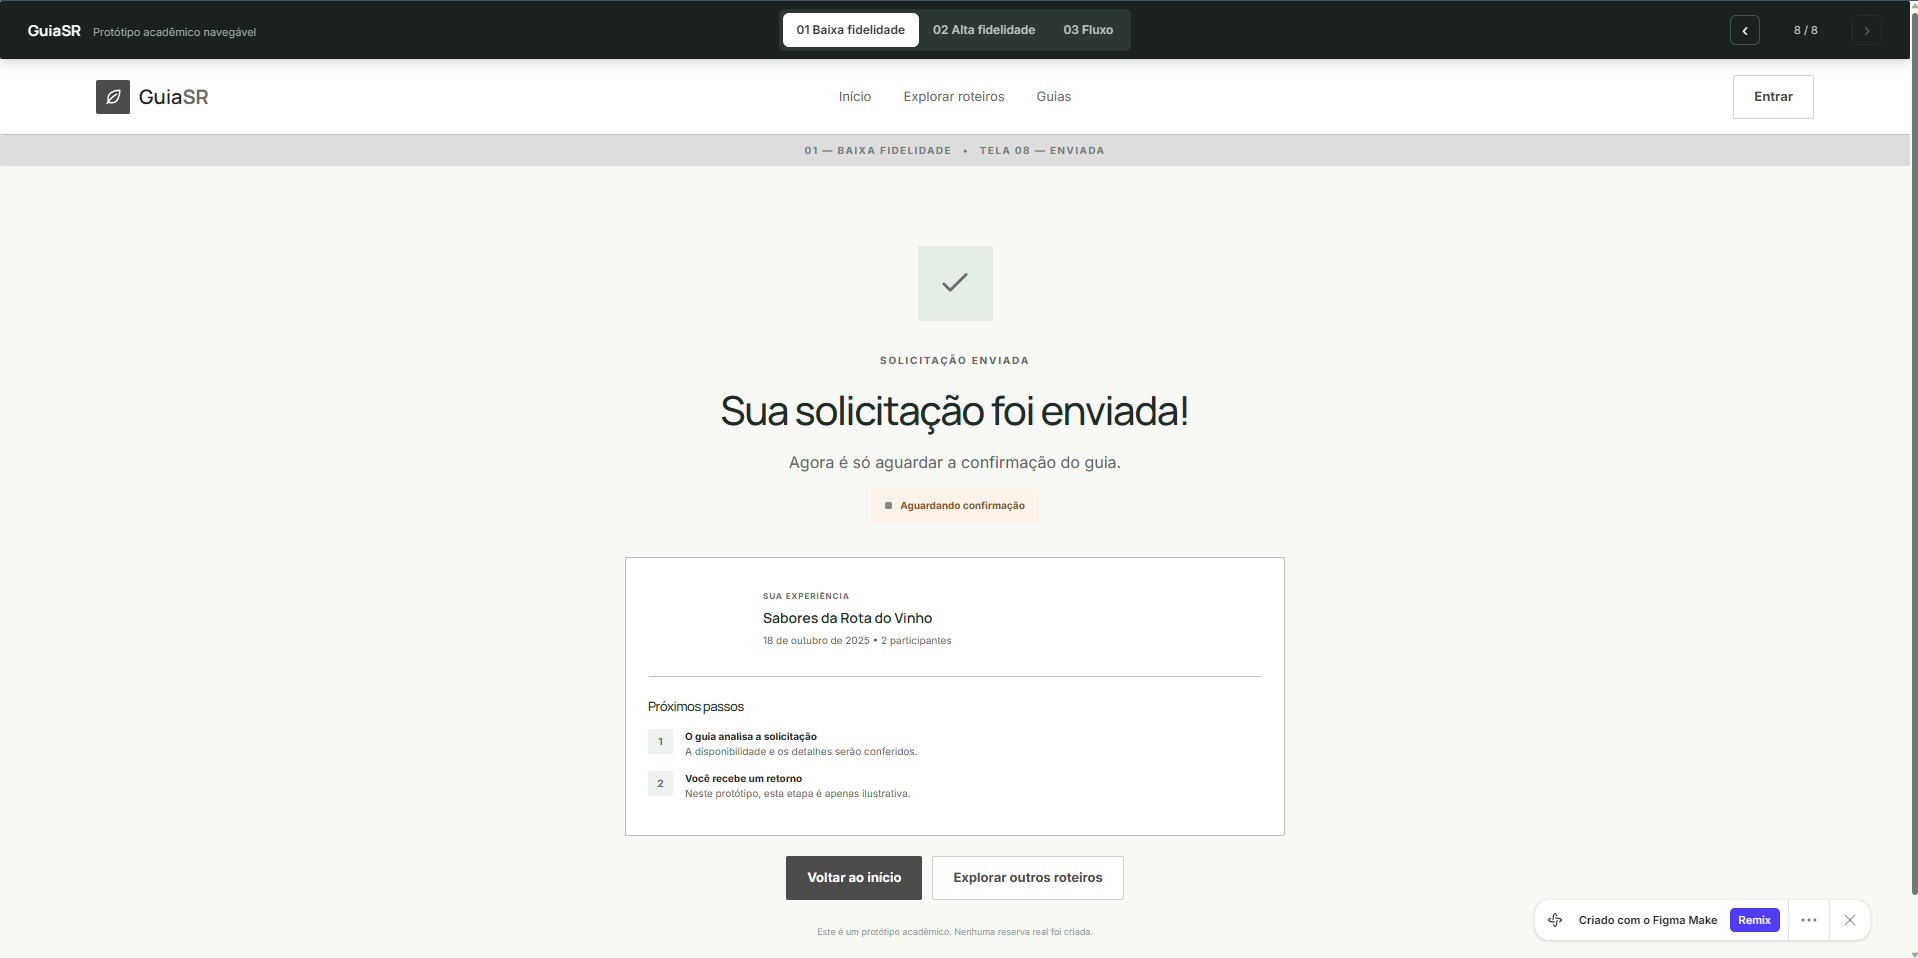 GuiaSR Protótipo acadêmico navegável
01 Baixa fidelidade 02 Alta fidelidade 03 Fluxo
8 / 8
GuiaSR
Início Explorar roteiros Guias
Entrar
01 — BAIXA FIDELIDADE • TELA 08 — ENVIADA
SOLICITAÇÃO ENVIADA
Sua solicitação foi enviada!
Agora é só aguardar a confirmação do guia.
Aguardando confirmação
SUA EXPERIÊNCIA
Sabores da Rota do Vinho
18 de outubro de 2025 • 2 participantes
Próximos passos
1
O guia analisa a solicitação
A disponibilidade e os detalhes serão conferidos.
2
Você recebe um retorno
Neste protótipo, esta etapa é apenas ilustrativa.
Voltar ao início
Explorar outros roteiros
Este é um protótipo acadêmico. Nenhuma reserva real foi criada.
Criado com o Figma Make
Remix